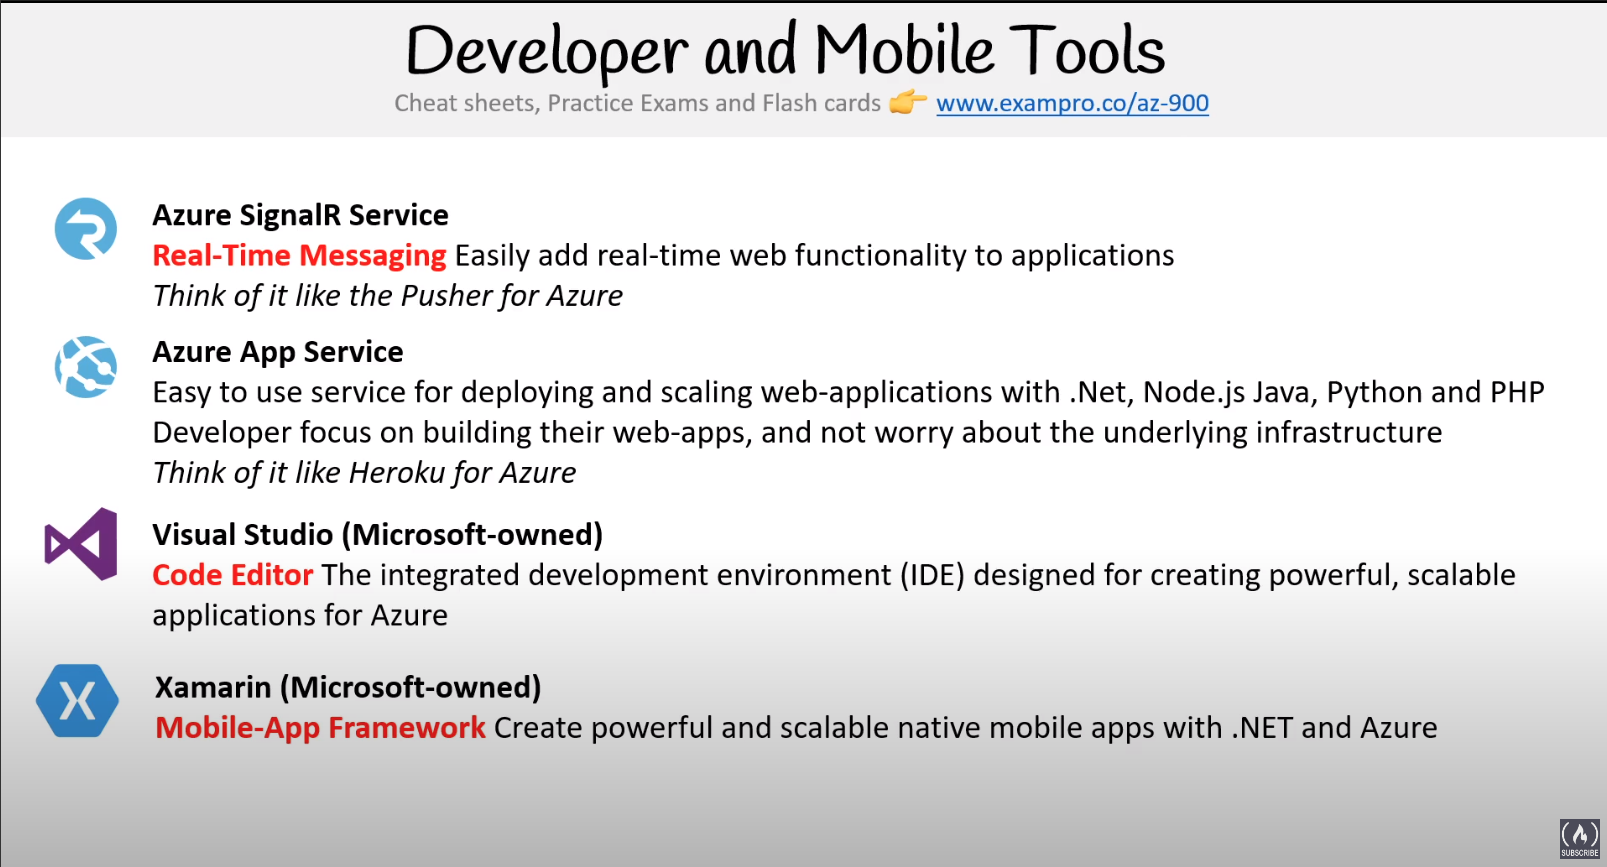 Developer and Mobile Tools
Cheat sheets, Practice Exams and Flash cards 👉 www.exampro.co/az-900
Azure SignalR Service
Real-Time Messaging Easily add real-time web functionality to applications
Think of it like the Pusher for Azure
Azure App Service
Easy to use service for deploying and scaling web-applications with .Net, Node.js Java, Python and PHP
Developer focus on building their web-apps, and not worry about the underlying infrastructure
Think of it like Heroku for Azure
Visual Studio (Microsoft-owned)
Code Editor The integrated development environment (IDE) designed for creating powerful, scalable
applications for Azure
Xamarin (Microsoft-owned)
Mobile-App Framework Create powerful and scalable native mobile apps with .NET and Azure
SUBSCRIBE